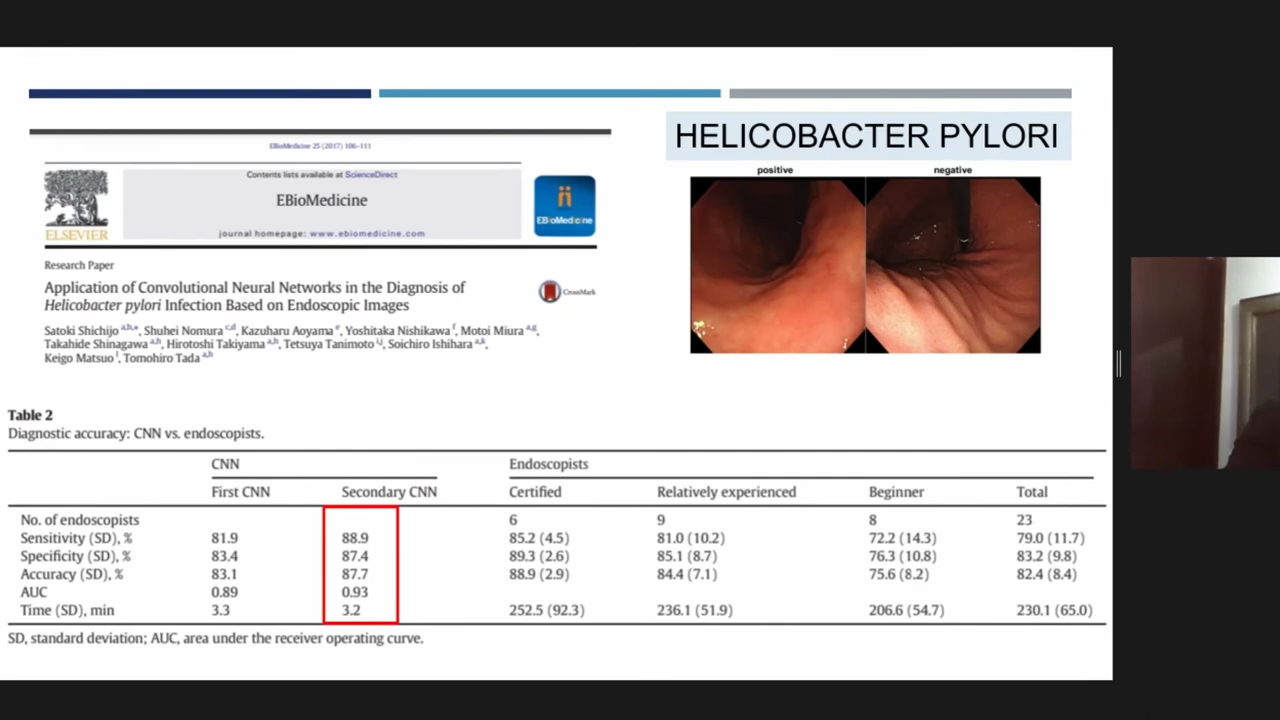 EBioMedicine 25 (2017) 106–111
Contents lists available at ScienceDirect
EBioMedicine
journal homepage: www.ebiomedicine.com
ELSEVIER
EBioMedicine
Research Paper
Application of Convolutional Neural Networks in the Diagnosis of
Helicobacter pylori Infection Based on Endoscopic Images
CrossMark
Satoki Shichijo a,b,*, Shuhei Nomura c,d, Kazuharu Aoyama e, Yoshitaka Nishikawa f, Motoi Miura a,g,
Takahide Shinagawa a,h, Hirotoshi Takiyama a,h, Tetsuya Tanimoto i,j, Soichiro Ishihara a,k,
Keigo Matsuo l, Tomohiro Tada a,h
HELICOBACTER PYLORI
positive negative
Table 2
Diagnostic accuracy: CNN vs. endoscopists.
CNN Endoscopists
First CNN Secondary CNN Certified Relatively experienced Beginner Total
No. of endoscopists 6 9 8 23
Sensitivity (SD), % 81.9 88.9 85.2 (4.5) 81.0 (10.2) 72.2 (14.3) 79.0 (11.7)
Specificity (SD), % 83.4 87.4 89.3 (2.6) 85.1 (8.7) 76.3 (10.8) 83.2 (9.8)
Accuracy (SD), % 83.1 87.7 88.9 (2.9) 84.4 (7.1) 75.6 (8.2) 82.4 (8.4)
AUC 0.89 0.93
Time (SD), min 3.3 3.2 252.5 (92.3) 236.1 (51.9) 206.6 (54.7) 230.1 (65.0)
SD, standard deviation; AUC, area under the receiver operating curve.